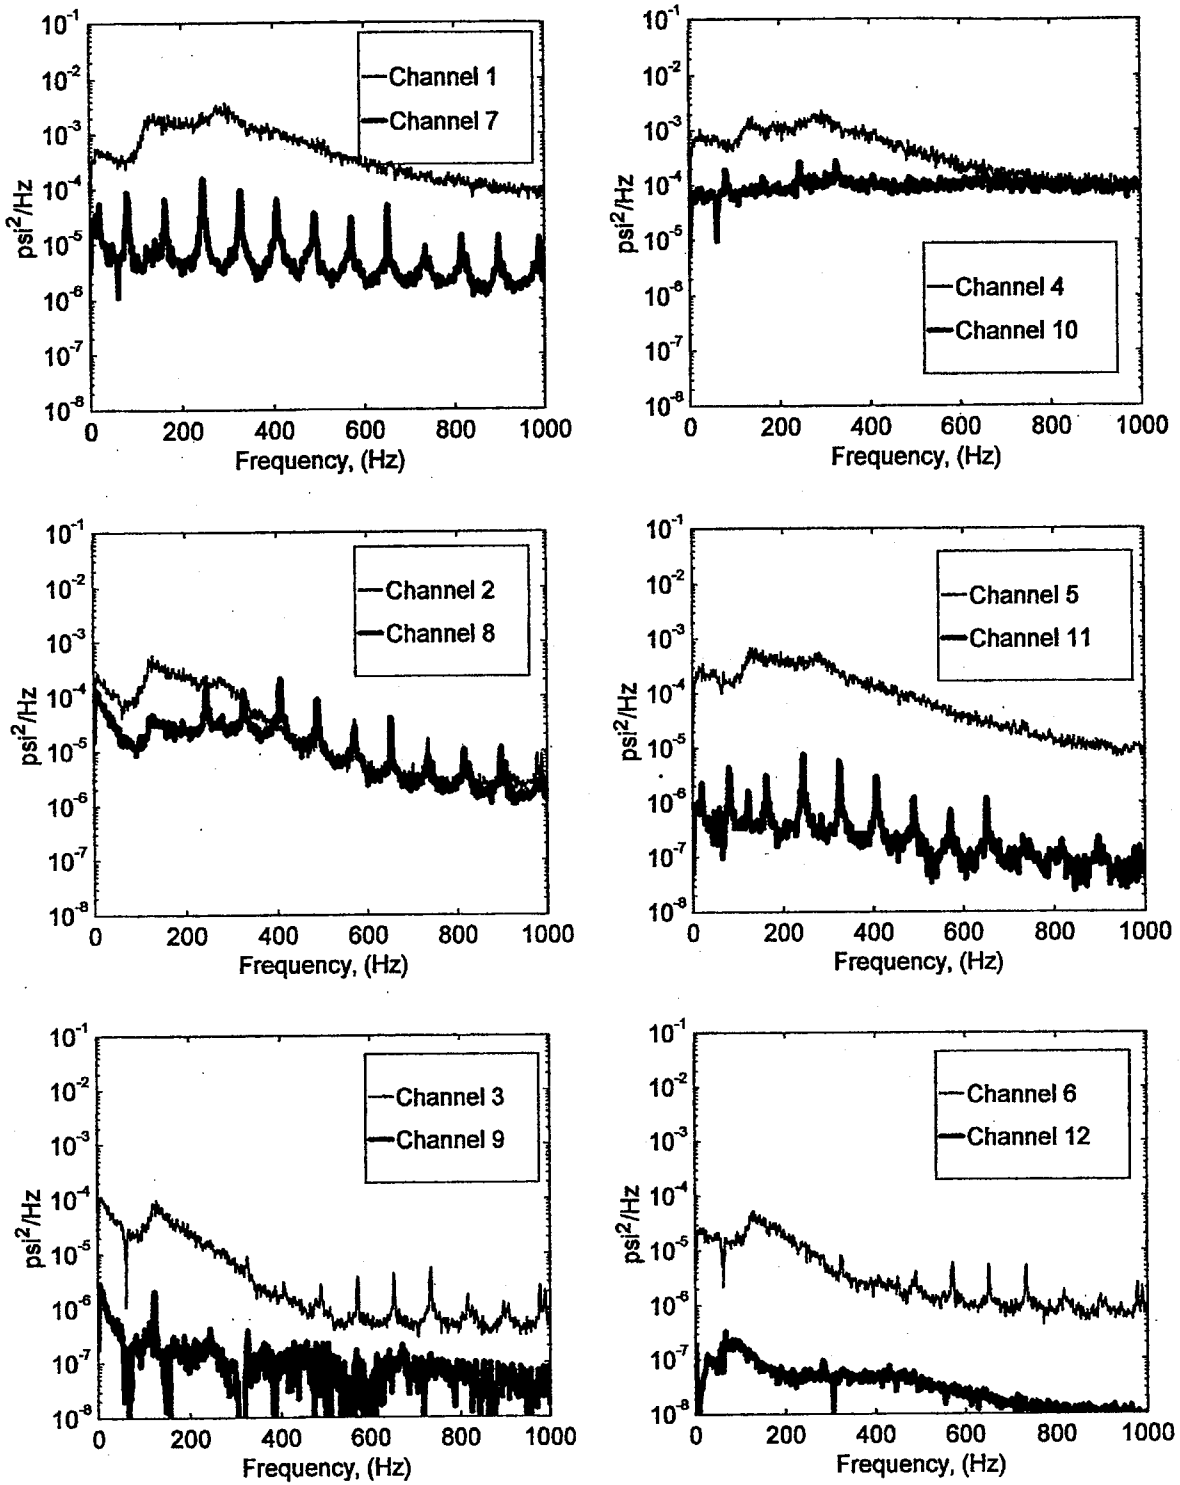 10-1
10-2
10-3
10-4
10-5
10-6
10-7
10-8
psi2/Hz
Channel 1
Channel 7
0 200 400 600 800 1000
Frequency, (Hz)
10-1
10-2
10-3
10-4
10-5
10-6
10-7
10-8
psi2/Hz
Channel 4
Channel 10
0 200 400 600 800 1000
Frequency, (Hz)
10-1
10-2
10-3
10-4
10-5
10-6
10-7
10-8
psi2/Hz
Channel 2
Channel 8
0 200 400 600 800 1000
Frequency, (Hz)
10-1
10-2
10-3
10-4
10-5
10-6
10-7
10-8
psi2/Hz
Channel 5
Channel 11
0 200 400 600 800 1000
Frequency, (Hz)
10-1
10-2
10-3
10-4
10-5
10-6
10-7
10-8
psi2/Hz
Channel 3
Channel 9
0 200 400 600 800 1000
Frequency, (Hz)
10-1
10-2
10-3
10-4
10-5
10-6
10-7
10-8
psi2/Hz
Channel 6
Channel 12
0 200 400 600 800 1000
Frequency, (Hz)